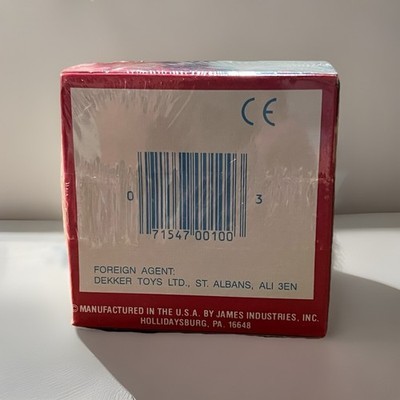 CE
0 71547 00100 3
FOREIGN AGENT:
DEKKER TOYS LTD., ST. ALBANS, ALI 3EN
MANUFACTURED IN THE U.S.A. BY JAMES INDUSTRIES, INC.
HOLLIDAYSBURG, PA. 16648